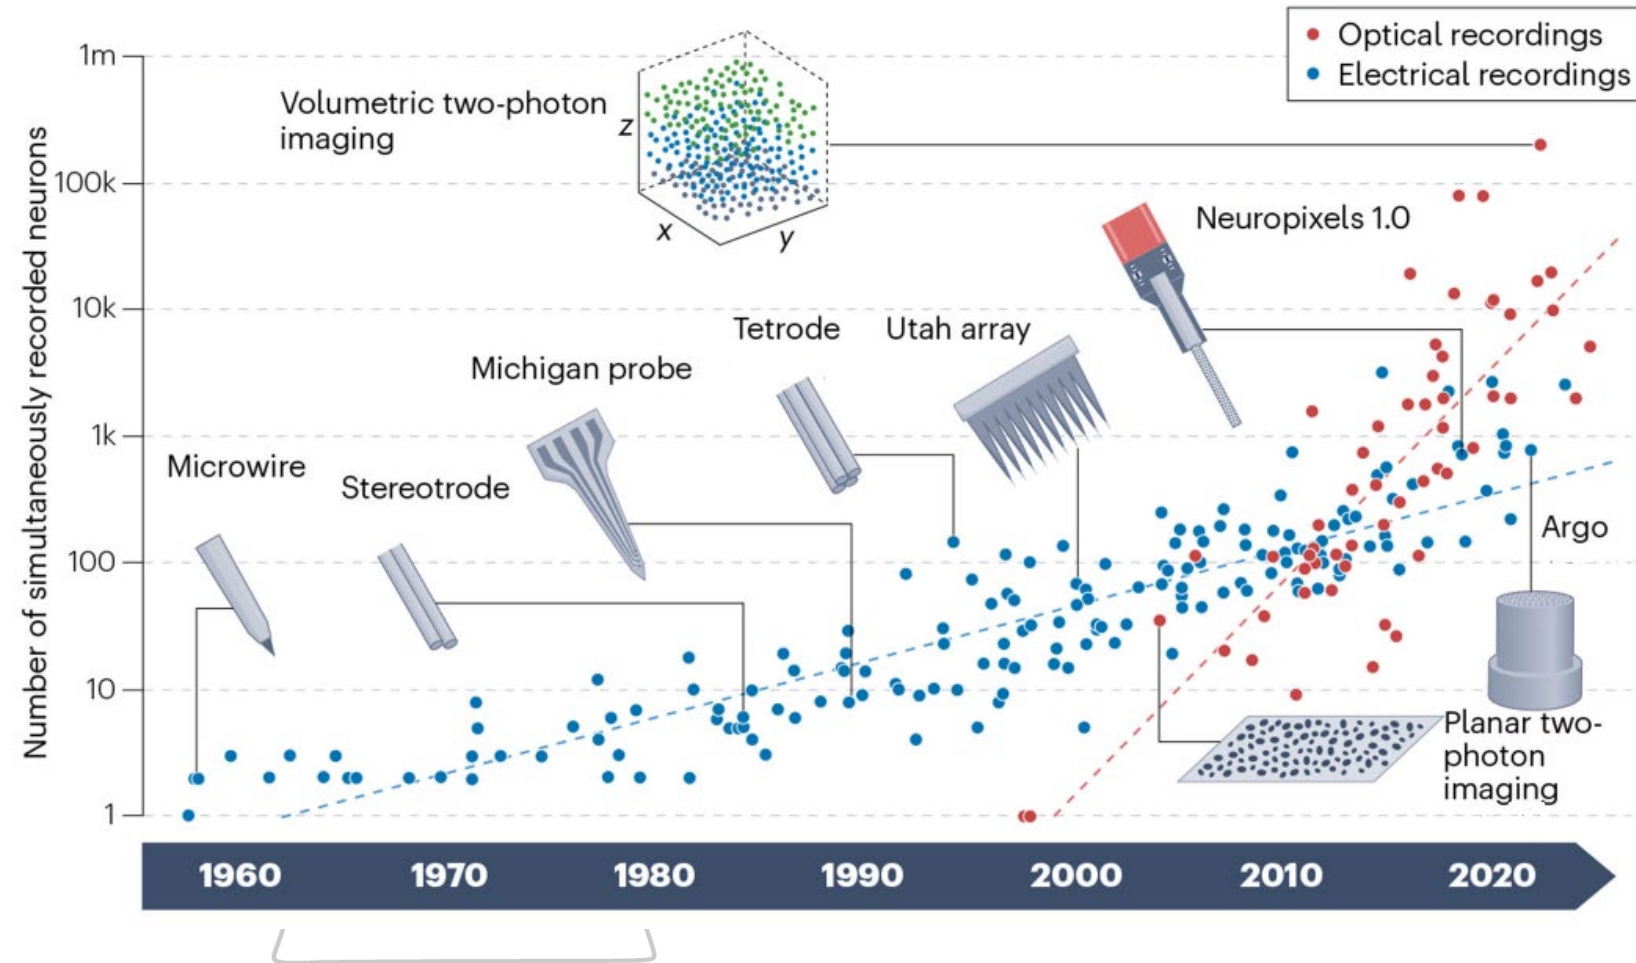 Optical recordings
Electrical recordings
Number of simultaneously recorded neurons
1m
100k
10k
1k
100
10
1
Volumetric two-photon
imaging
z
x
y
Neuropixels 1.0
Tetrode
Utah array
Michigan probe
Microwire
Stereotrode
Argo
Planar two-
photon
imaging
1960
1970
1980
1990
2000
2010
2020